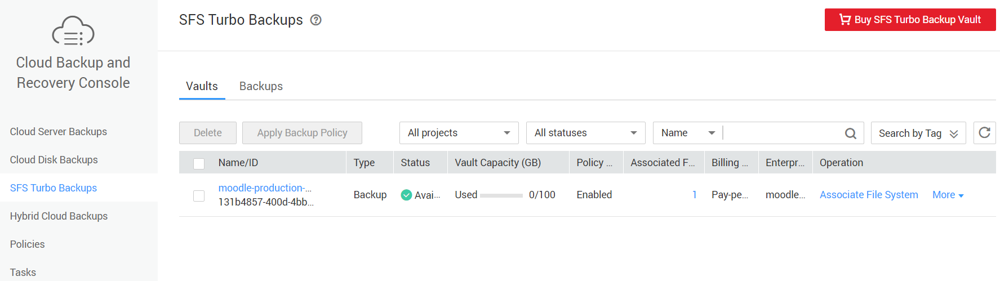 Cloud Backup and
Recovery Console
Cloud Server Backups
Cloud Disk Backups
SFS Turbo Backups
Hybrid Cloud Backups
Policies
Tasks
SFS Turbo Backups ?
Buy SFS Turbo Backup Vault
Vaults Backups
Delete Apply Backup Policy All projects All statuses Name Search by Tag
Name/ID Type Status Vault Capacity (GB) Policy ... Associated F... Billing ... Enterpr... Operation
moodle-production-...
131b4857-400d-4bb...
Backup Avai... Used 0/100 Enabled 1 Pay-pe... moodle... Associate File System More